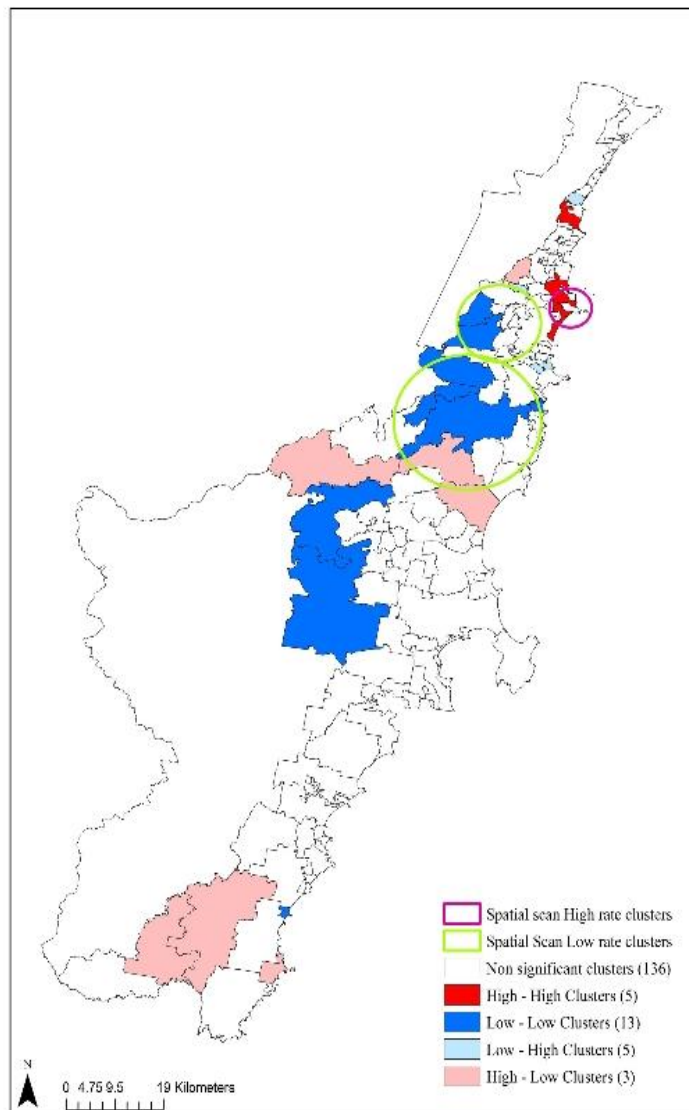 Spatial scan High rate clusters
Spatial Scan Low rate clusters
Non significant clusters (136)
High - High Clusters (5)
Low - Low Clusters (13)
Low - High Clusters (5)
High - Low Clusters (3)
N
0 4.75 9.5 19 Kilometers